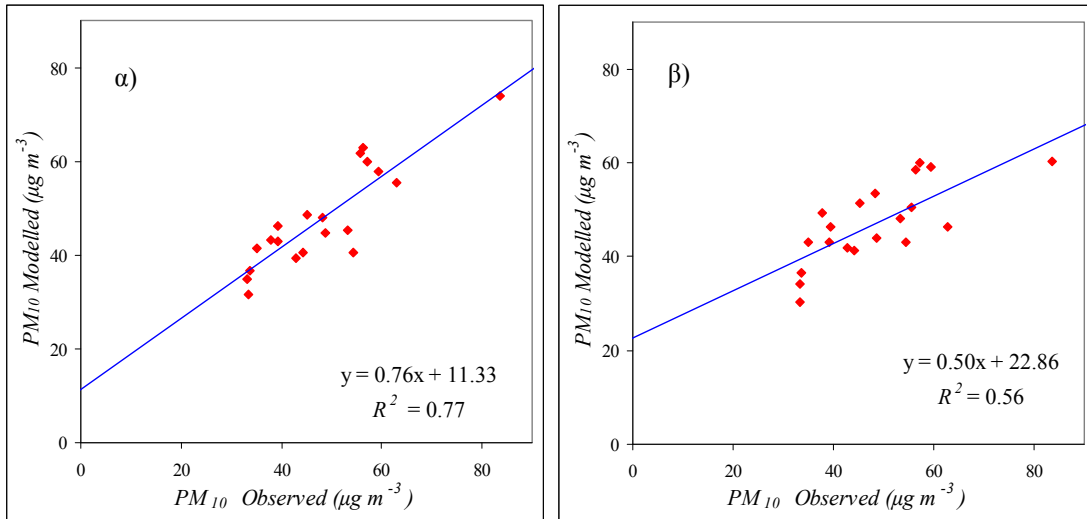 α)
80
60
40
20
0
PM₁₀ Modelled (μg m⁻³)
y = 0.76x + 11.33
R² = 0.77
0 20 40 60 80
PM₁₀ Observed (μg m⁻³)
β)
80
60
40
20
0
PM₁₀ Modelled (μg m⁻³)
y = 0.50x + 22.86
R² = 0.56
0 20 40 60 80
PM₁₀ Observed (μg m⁻³)